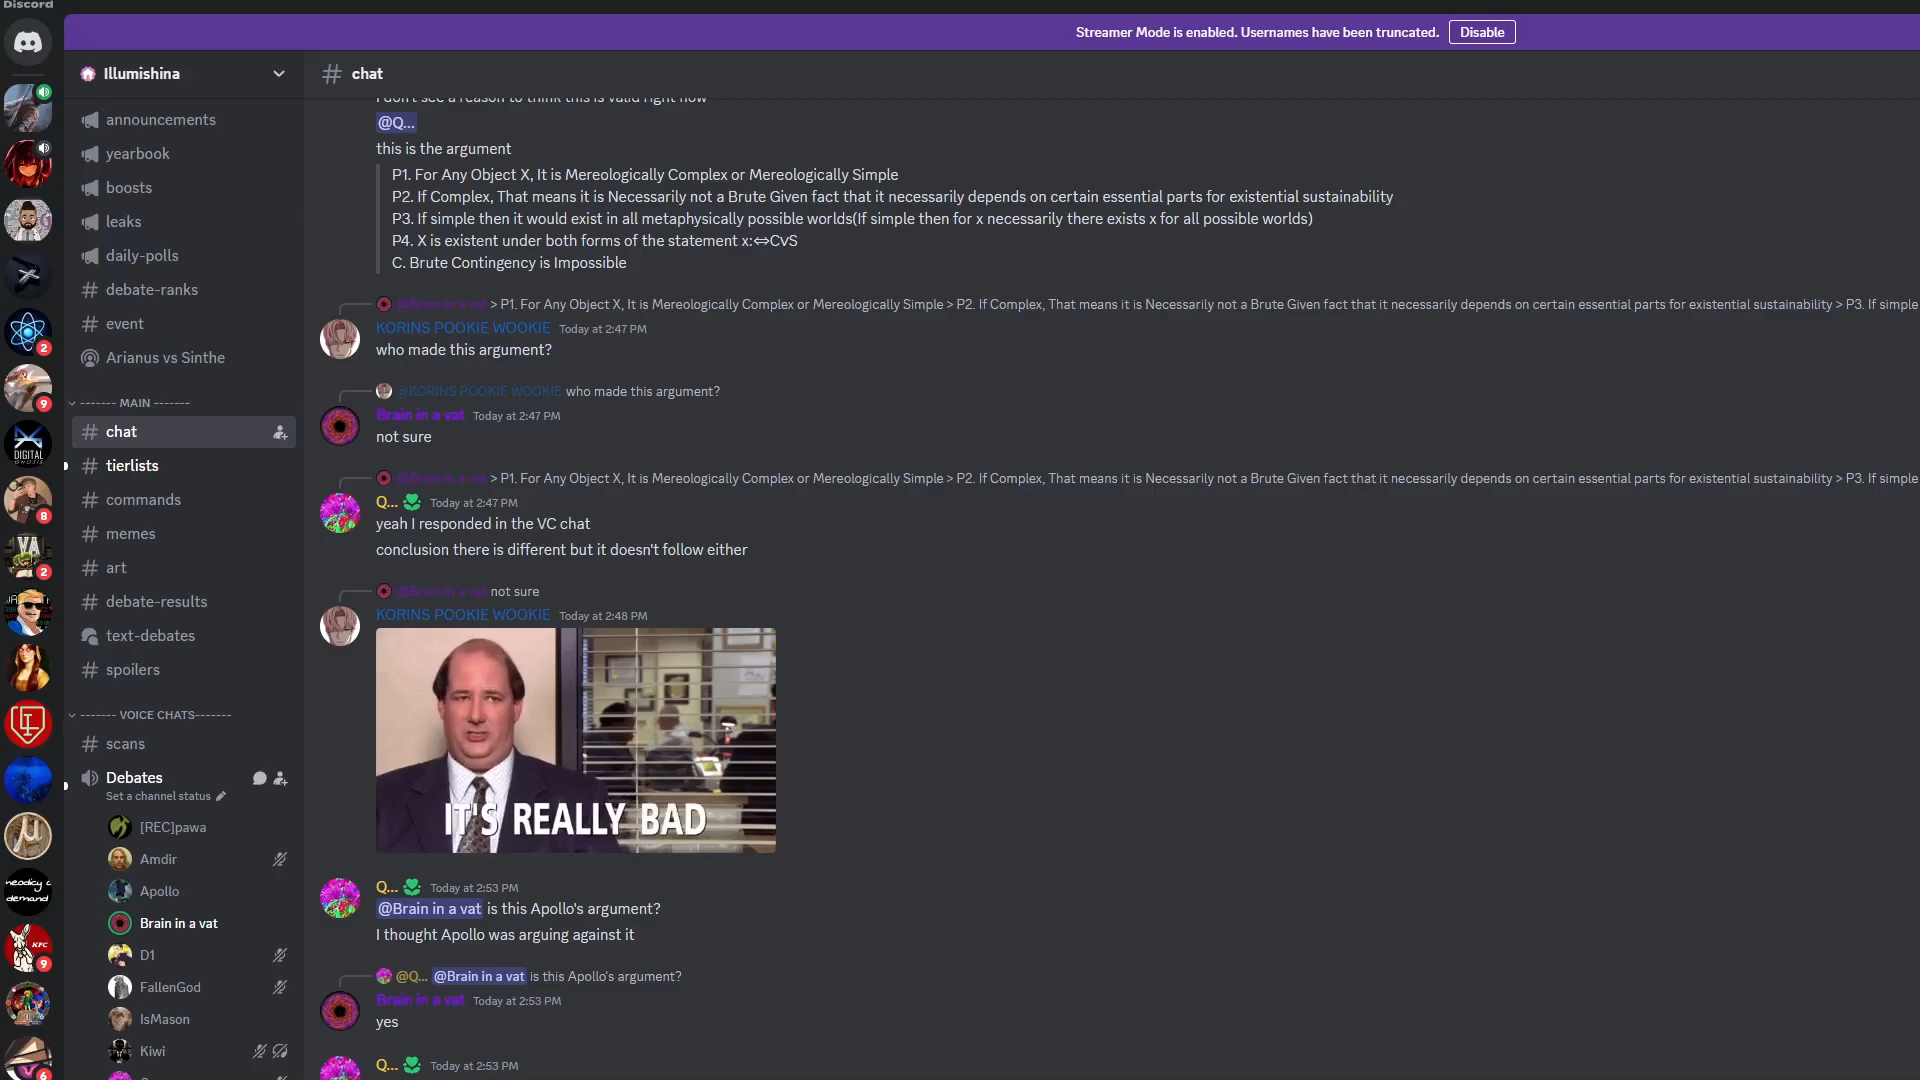 Discord
Streamer Mode is enabled. Usernames have been truncated.
Disable
Illumishina
chat
announcements
yearbook
boosts
leaks
daily-polls
debate-ranks
event
Arianus vs Sinthe
------- MAIN -------
chat
tierlists
commands
memes
art
debate-results
text-debates
spoilers
------- VOICE CHATS-------
scans
Debates
Set a channel status
[REC]pawa
Amdir
Apollo
Brain in a vat
D1
FallenGod
IsMason
Kiwi
2
9
DIGITAL
GNOSIS
8
VA
2
demand
KFC
9
6
I don't see a reason to think this is valid right now
@Q...
this is the argument
P1. For Any Object X, It is Mereologically Complex or Mereologically Simple
P2. If Complex, That means it is Necessarily not a Brute Given fact that it necessarily depends on certain essential parts for existential sustainability
P3. If simple then it would exist in all metaphysically possible worlds(If simple then for x necessarily there exists x for all possible worlds)
P4. X is existent under both forms of the statement x:⇔CvS
C. Brute Contingency is Impossible
@Brain in a vat > P1. For Any Object X, It is Mereologically Complex or Mereologically Simple > P2. If Complex, That means it is Necessarily not a Brute Given fact that it necessarily depends on certain essential parts for existential sustainability > P3. If simple
KORINS POOKIE WOOKIE Today at 2:47 PM
who made this argument?
@KORINS POOKIE WOOKIE who made this argument?
Brain in a vat Today at 2:47 PM
not sure
@Brain in a vat > P1. For Any Object X, It is Mereologically Complex or Mereologically Simple > P2. If Complex, That means it is Necessarily not a Brute Given fact that it necessarily depends on certain essential parts for existential sustainability > P3. If simple
Q... Today at 2:47 PM
yeah I responded in the VC chat
conclusion there is different but it doesn't follow either
@Brain in a vat not sure
KORINS POOKIE WOOKIE Today at 2:48 PM
IT'S REALLY BAD
Q... Today at 2:53 PM
@Brain in a vat is this Apollo's argument?
I thought Apollo was arguing against it
@Q... @Brain in a vat is this Apollo's argument?
Brain in a vat Today at 2:53 PM
yes
Q... Today at 2:53 PM